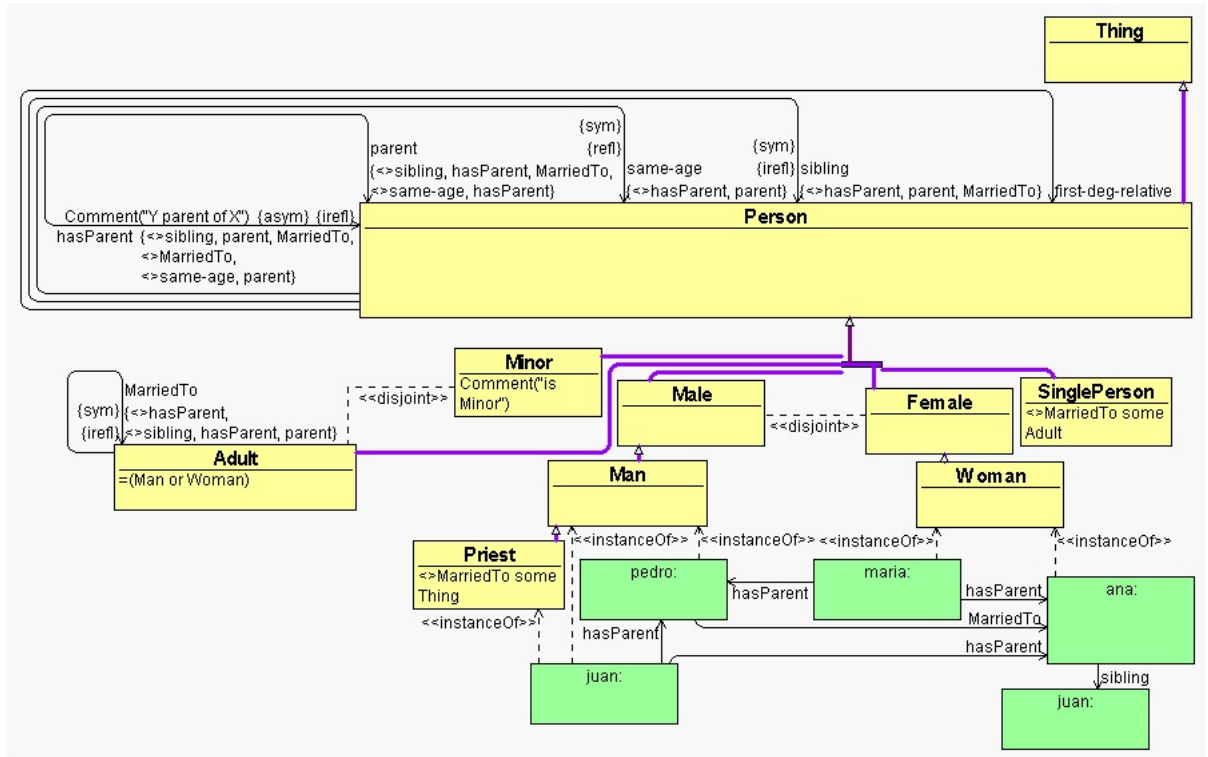 Thing
{sym}
{refl}
{sym}
{irefl}
parent
{<>sibling, hasParent, MarriedTo,
<>same-age, hasParent}
same-age
{<>hasParent, parent}
sibling
{<>hasParent, parent, MarriedTo}
first-deg-relative
Comment("Y parent of X") {asym} {irefl}
hasParent {<>sibling, parent, MarriedTo,
<>MarriedTo,
<>same-age, parent}
Person
Minor
Comment("is
Minor")
<<disjoint>>
MarriedTo
{sym}
{<>hasParent,
{irefl}
<>sibling, hasParent, parent}
Adult
=(Man or Woman)
Male
<<disjoint>>
Female
SinglePerson
<>MarriedTo some
Adult
Man
Woman
<<instanceOf>>
<<instanceOf>>
<<instanceOf>>
<<instanceOf>>
Priest
<>MarriedTo some
Thing
<<instanceOf>>
pedro:
maria:
ana:
hasParent
hasParent
MarriedTo
hasParent
hasParent
juan:
sibling
juan: